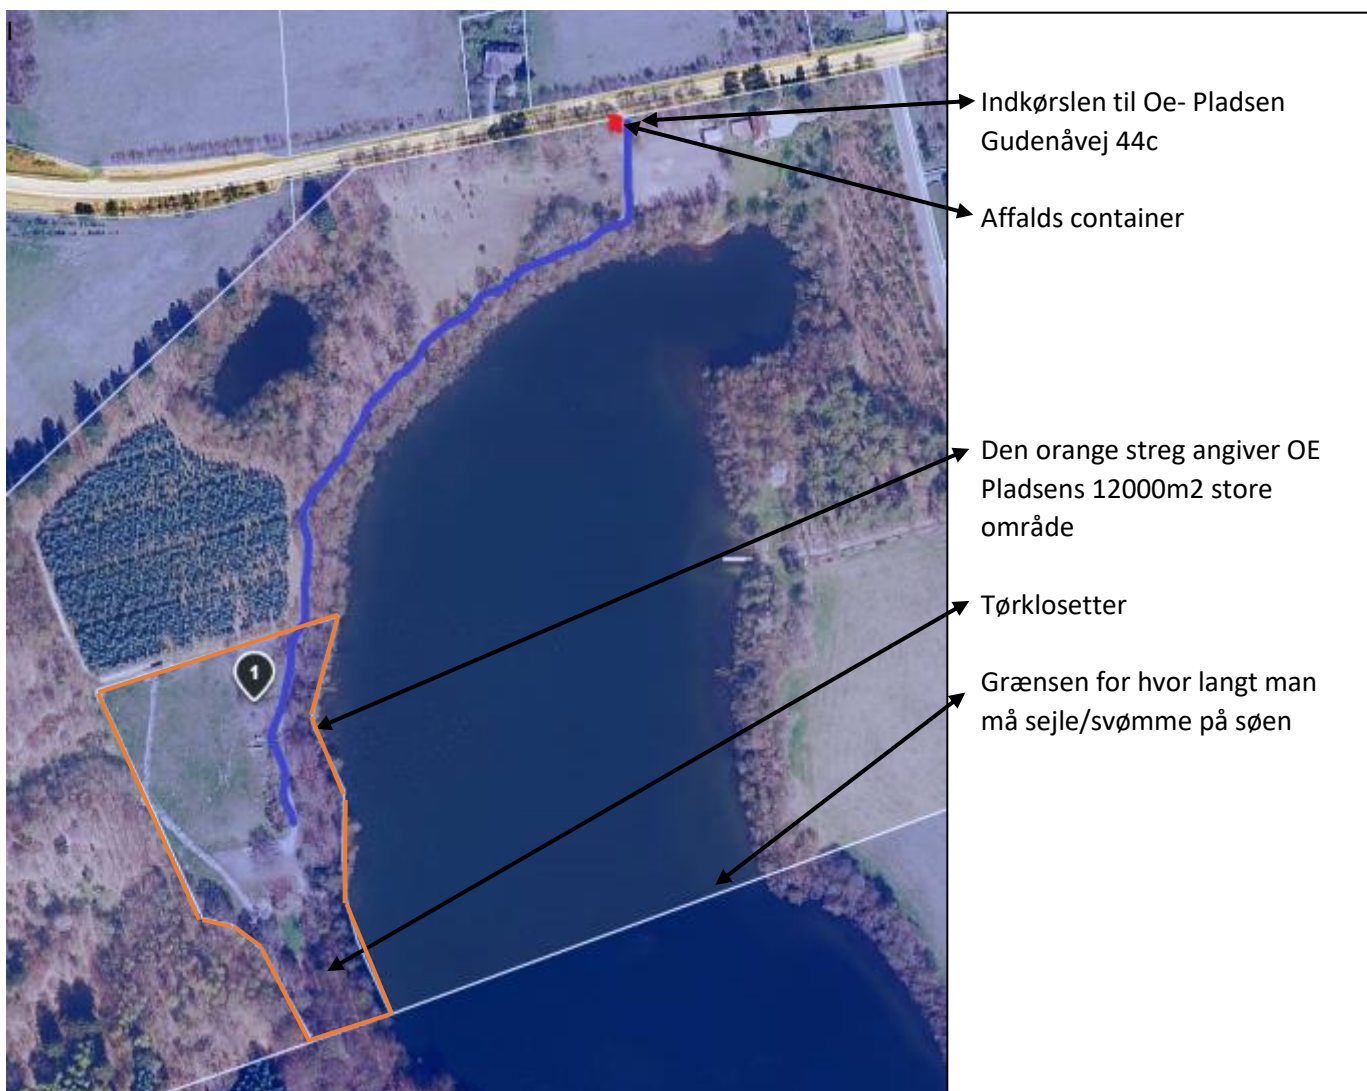 Indkørslen til Oe- Pladsen
Gudenåvej 44c
Affalds container
Den orange streg angiver OE
Pladsens 12000m2 store
område
1
Tørklosetter
Grænsen for hvor langt man
må sejle/svømme på søen